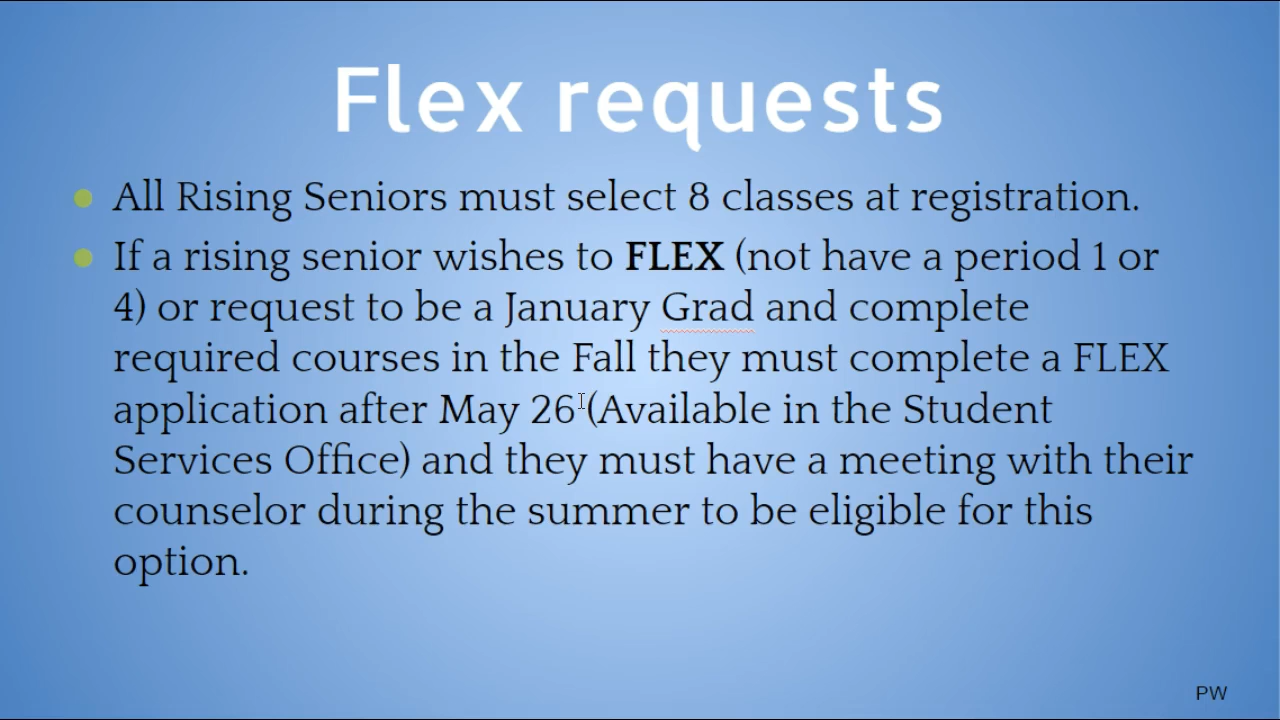 Flex requests
● All Rising Seniors must select 8 classes at registration.
● If a rising senior wishes to FLEX (not have a period 1 or
4) or request to be a January Grad and complete
required courses in the Fall they must complete a FLEX
application after May 26 (Available in the Student
Services Office) and they must have a meeting with their
counselor during the summer to be eligible for this
option.
PW